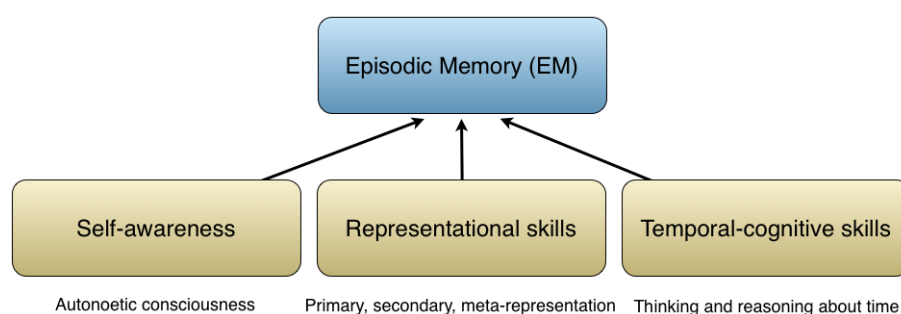 Episodic Memory (EM)
Self-awareness
Representational skills
Temporal-cognitive skills
Autonoetic consciousness
Primary, secondary, meta-representation
Thinking and reasoning about time